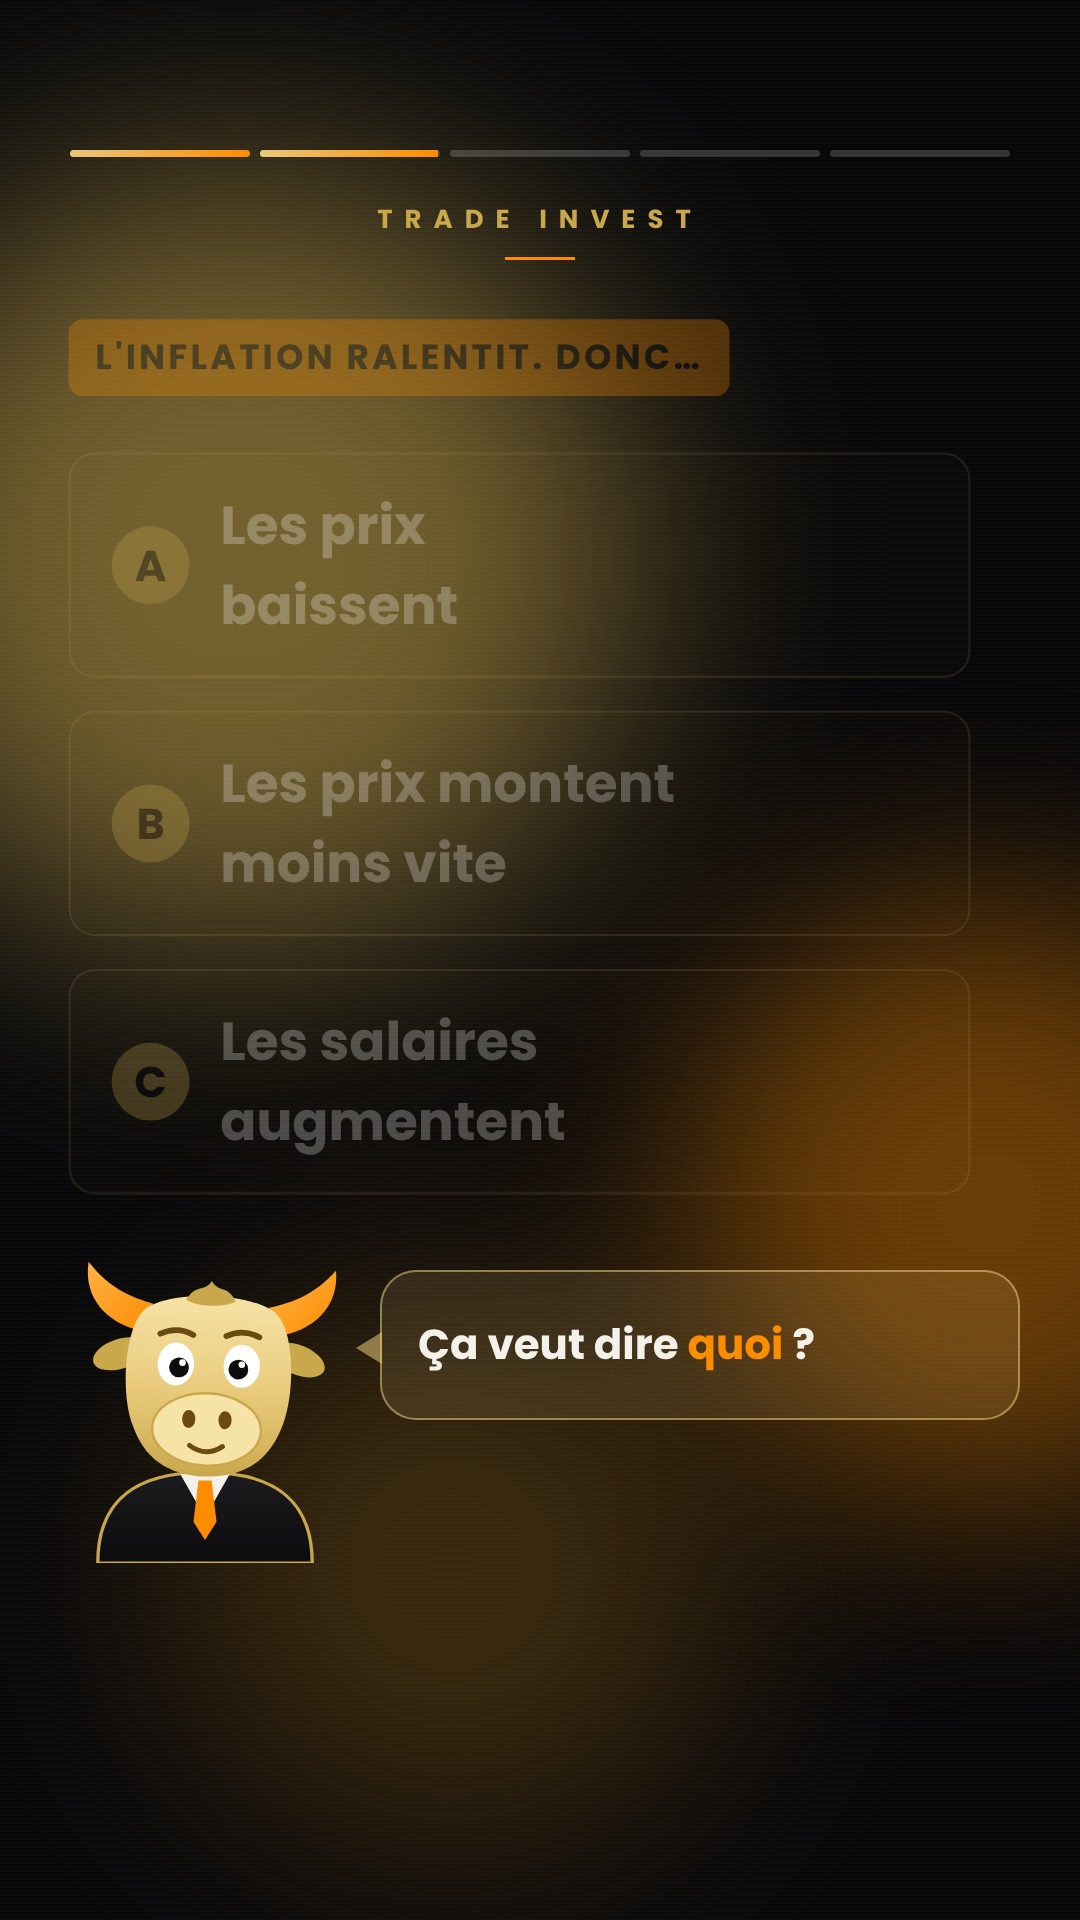 TRADE INVEST
L'INFLATION RALENTIT. DONC…
A
Les prix
baissent
B
Les prix montent
moins vite
C
Les salaires
augmentent
Ça veut dire quoi ?